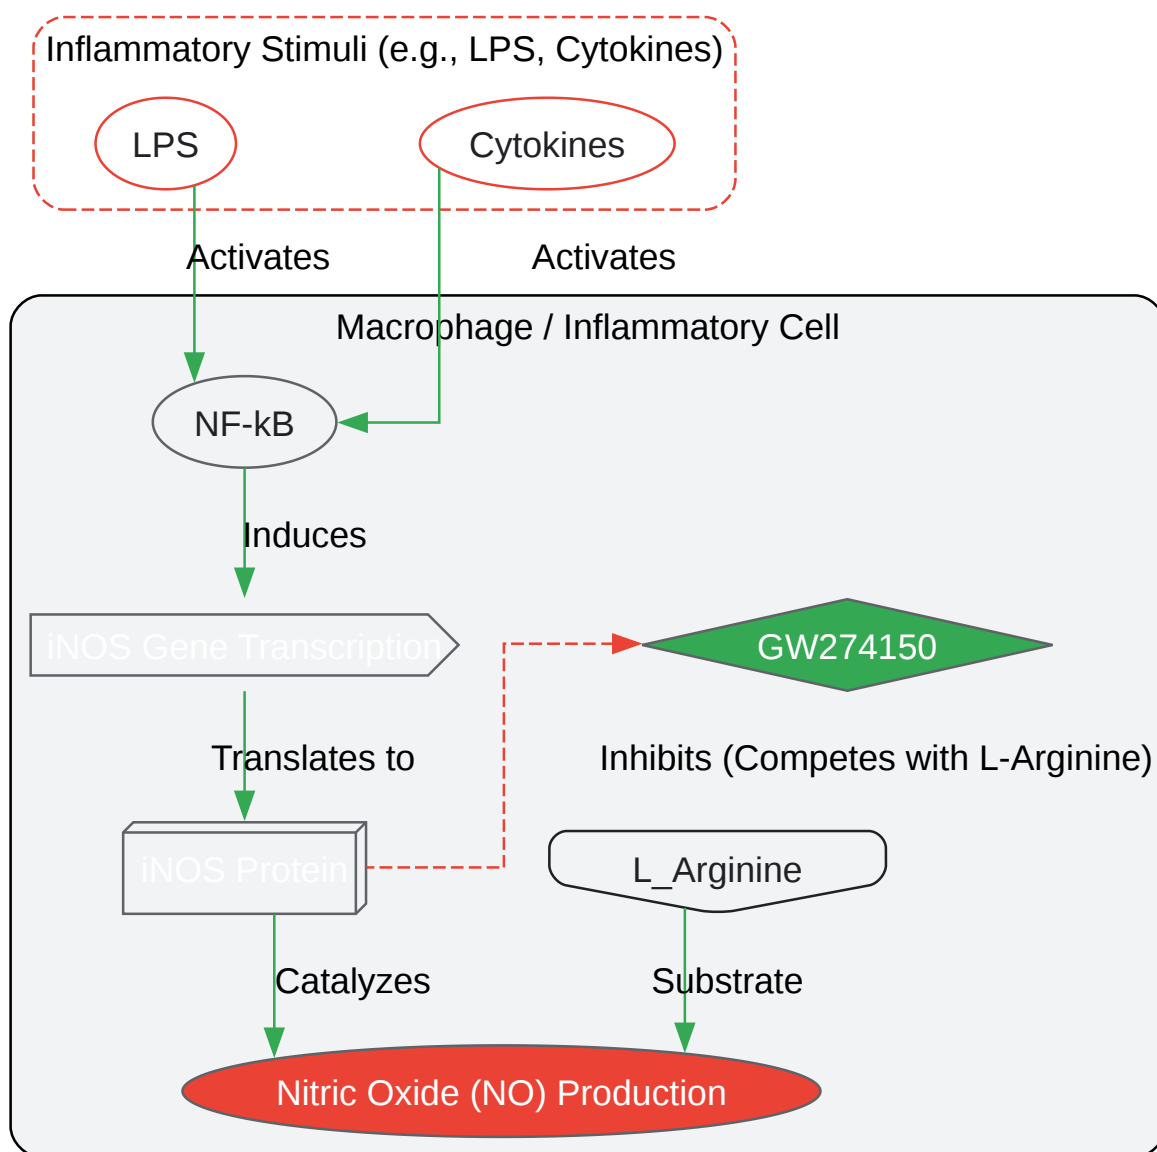 Inflammatory Stimuli (e.g., LPS, Cytokines)
LPS
Cytokines
Activates
Activates
Macrophage / Inflammatory Cell
NF-kB
Induces
iNOS Gene Transcription
GW274150
Translates to
Inhibits (Competes with L-Arginine)
iNOS Protein
L_Arginine
Catalyzes
Substrate
Nitric Oxide (NO) Production